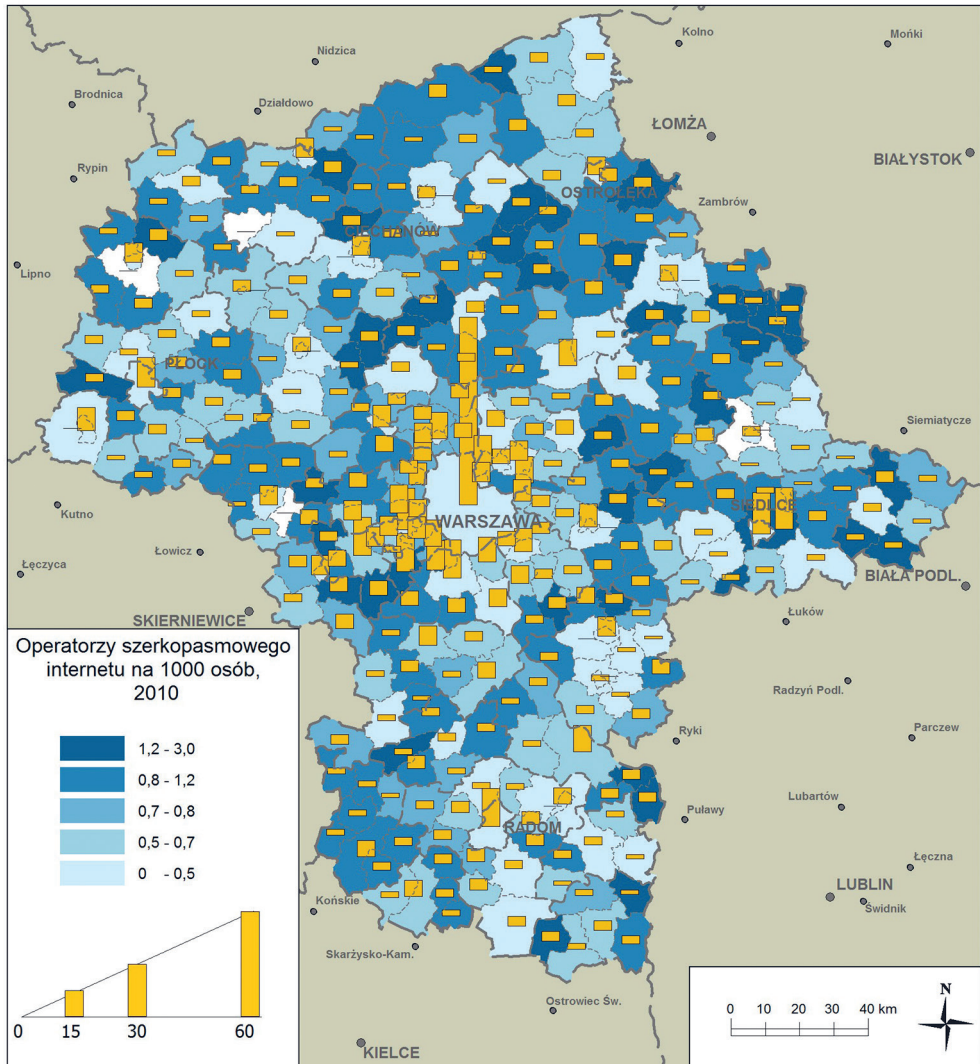 Nidzica
Kolno
Mońki
Brodnica
Działdowo
ŁOMŻA
BIAŁYSTOK
Rypin
OSTROŁĘKA
Zambrów
CIECHANÓW
Lipno
PŁOCK
Siemiatycze
Kutno
SIEDLCE
WARSZAWA
Łowicz
Łęczyca
BIAŁA PODL.
SKIERNIEWICE
Łuków
Operatorzy szerkopasmowego
internetu na 1000 osób,
2010
Radzyń Podl.
Ryki
Parczew
1,2 - 3,0
0,8 - 1,2
0,7 - 0,8
0,5 - 0,7
0 - 0,5
Puławy
Lubartów
RADOM
Łęczna
LUBLIN
Świdnik
Końskie
Skarżysko-Kam.
Ostrowiec Św.
KIELCE
0 15 30 60
0 10 20 30 40 km
N